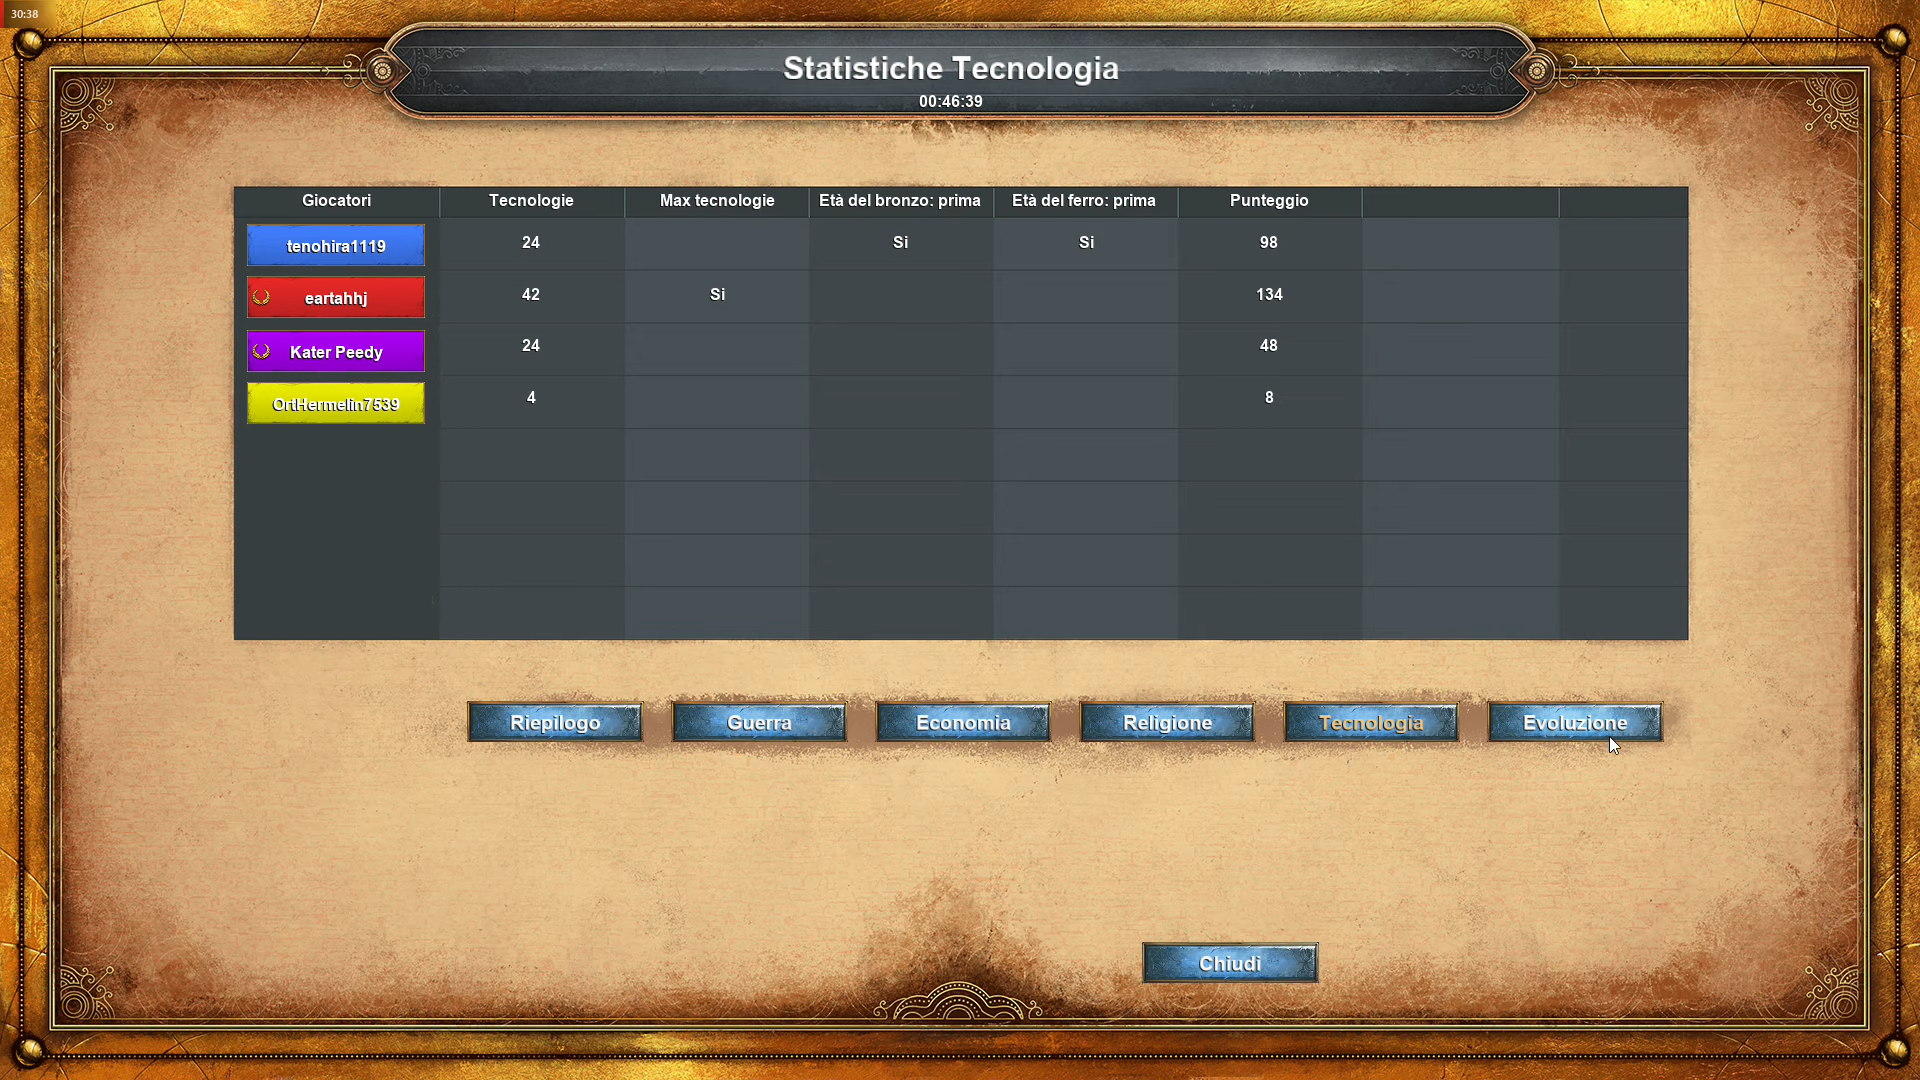 30:38
Statistiche Tecnologia
00:46:39
Giocatori Tecnologie Max tecnologie Età del bronzo: prima Età del ferro: prima Punteggio
tenohira1119 24 Si Si 98
eartahhj 42 Si 134
Kater Peedy 24 48
OrtHermelin7539 4 8
Riepilogo Guerra Economia Religione Tecnologia Evoluzione
Chiudi